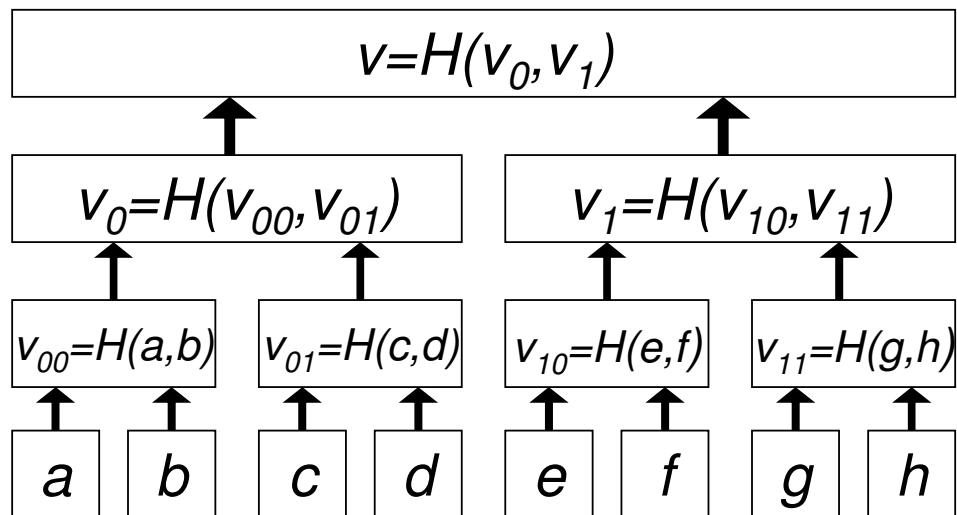 v=H(v₀,v₁)
v₀=H(v₀₀,v₀₁) v₁=H(v₁₀,v₁₁)
v₀₀=H(a,b) v₀₁=H(c,d) v₁₀=H(e,f) v₁₁=H(g,h)
a b c d e f g h